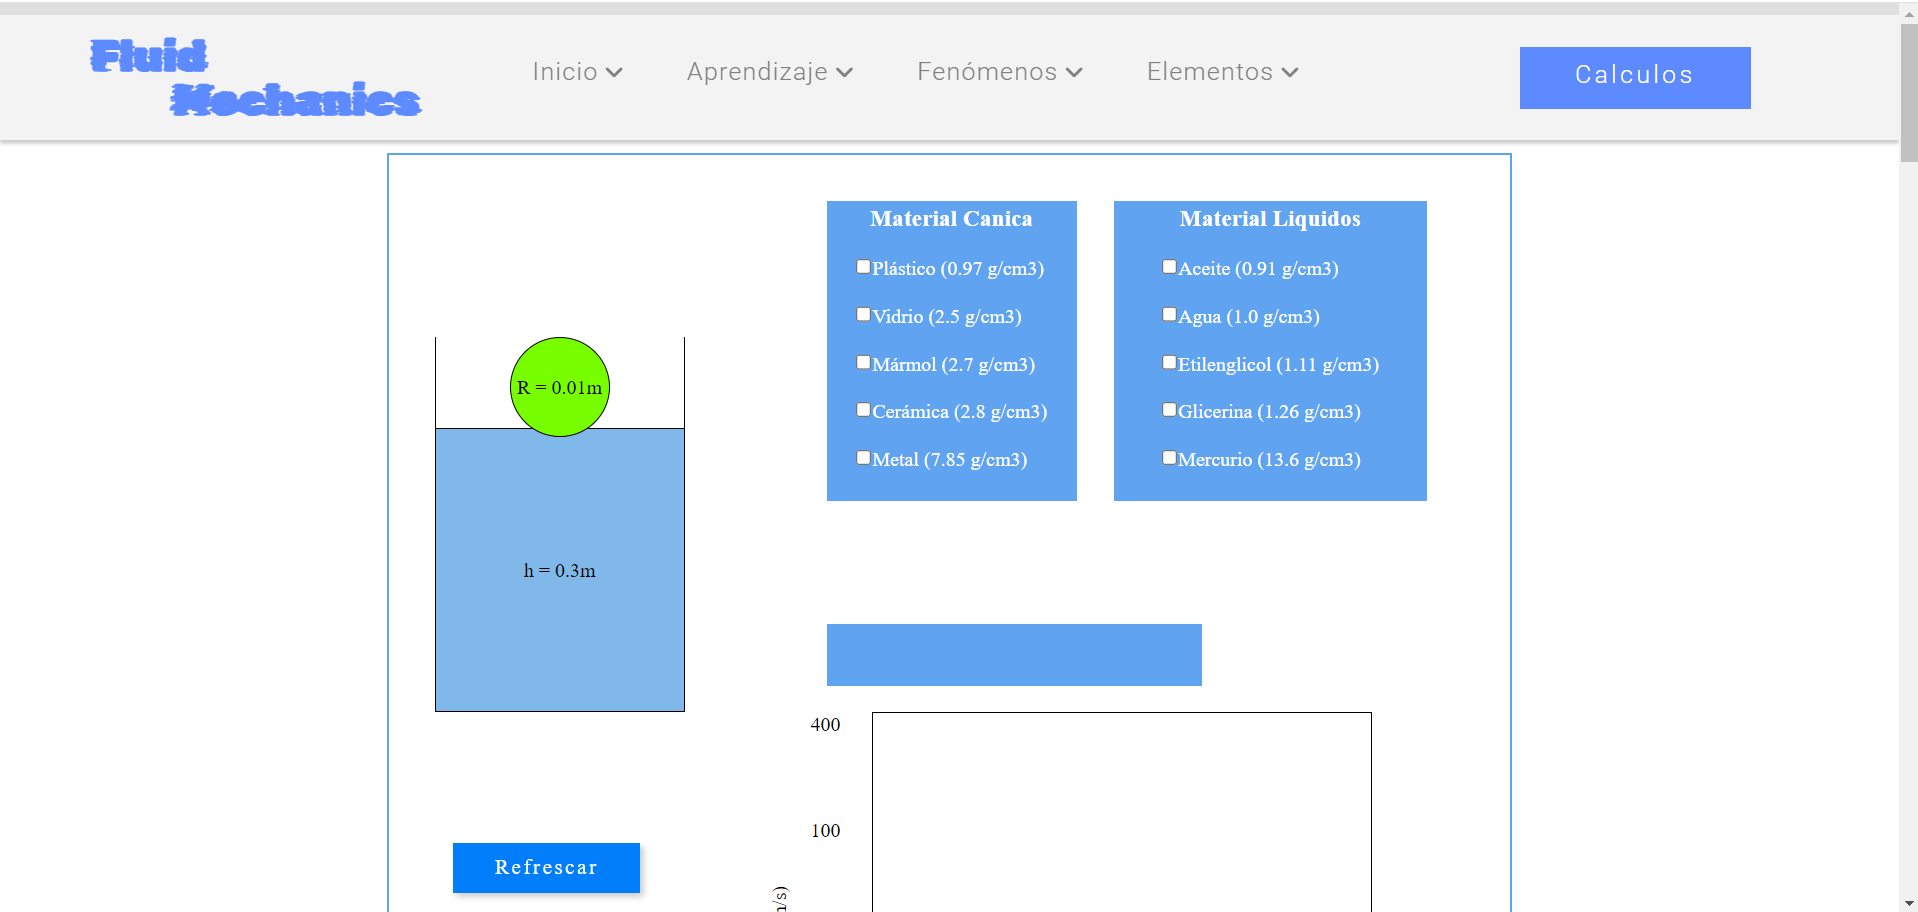 Fluid
Mechanics
Inicio
Aprendizaje
Fenómenos
Elementos
Calculos
Material Canica
Plástico (0.97 g/cm3)
Vidrio (2.5 g/cm3)
Mármol (2.7 g/cm3)
Cerámica (2.8 g/cm3)
Metal (7.85 g/cm3)
Material Liquidos
Aceite (0.91 g/cm3)
Agua (1.0 g/cm3)
Etilenglicol (1.11 g/cm3)
Glicerina (1.26 g/cm3)
Mercurio (13.6 g/cm3)
R = 0.01m
h = 0.3m
400
100
Refrescar